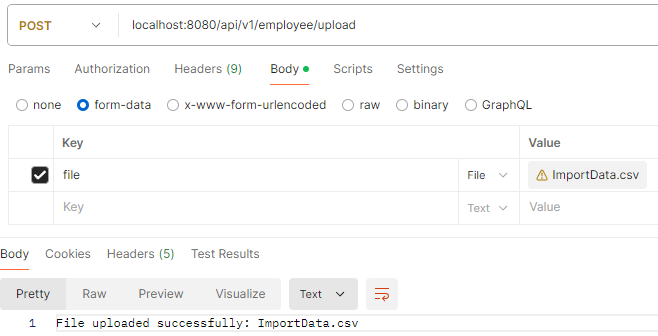 POST localhost:8080/api/v1/employee/upload
Params Authorization Headers (9) Body Scripts Settings
none form-data x-www-form-urlencoded raw binary GraphQL
Key Value
file File ImportData.csv
Key Text Value
Body Cookies Headers (5) Test Results
Pretty Raw Preview Visualize Text
1 File uploaded successfully: ImportData.csv